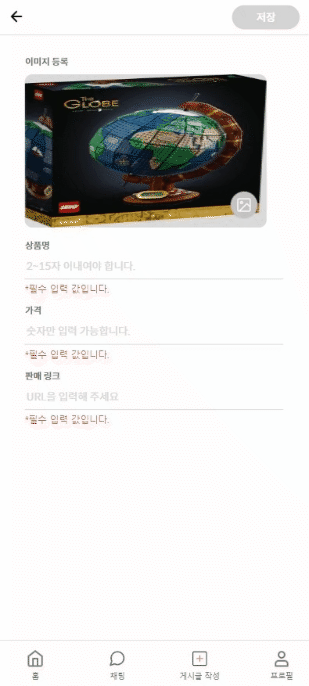 저장
이미지 등록
THE
GLOBE
LEGO
상품명
2~15자 이내여야 합니다.
*필수 입력 값입니다.
가격
숫자만 입력 가능합니다.
*필수 입력 값입니다.
판매 링크
URL을 입력해 주세요
*필수 입력 값입니다.
홈
채팅
게시글 작성
프로필